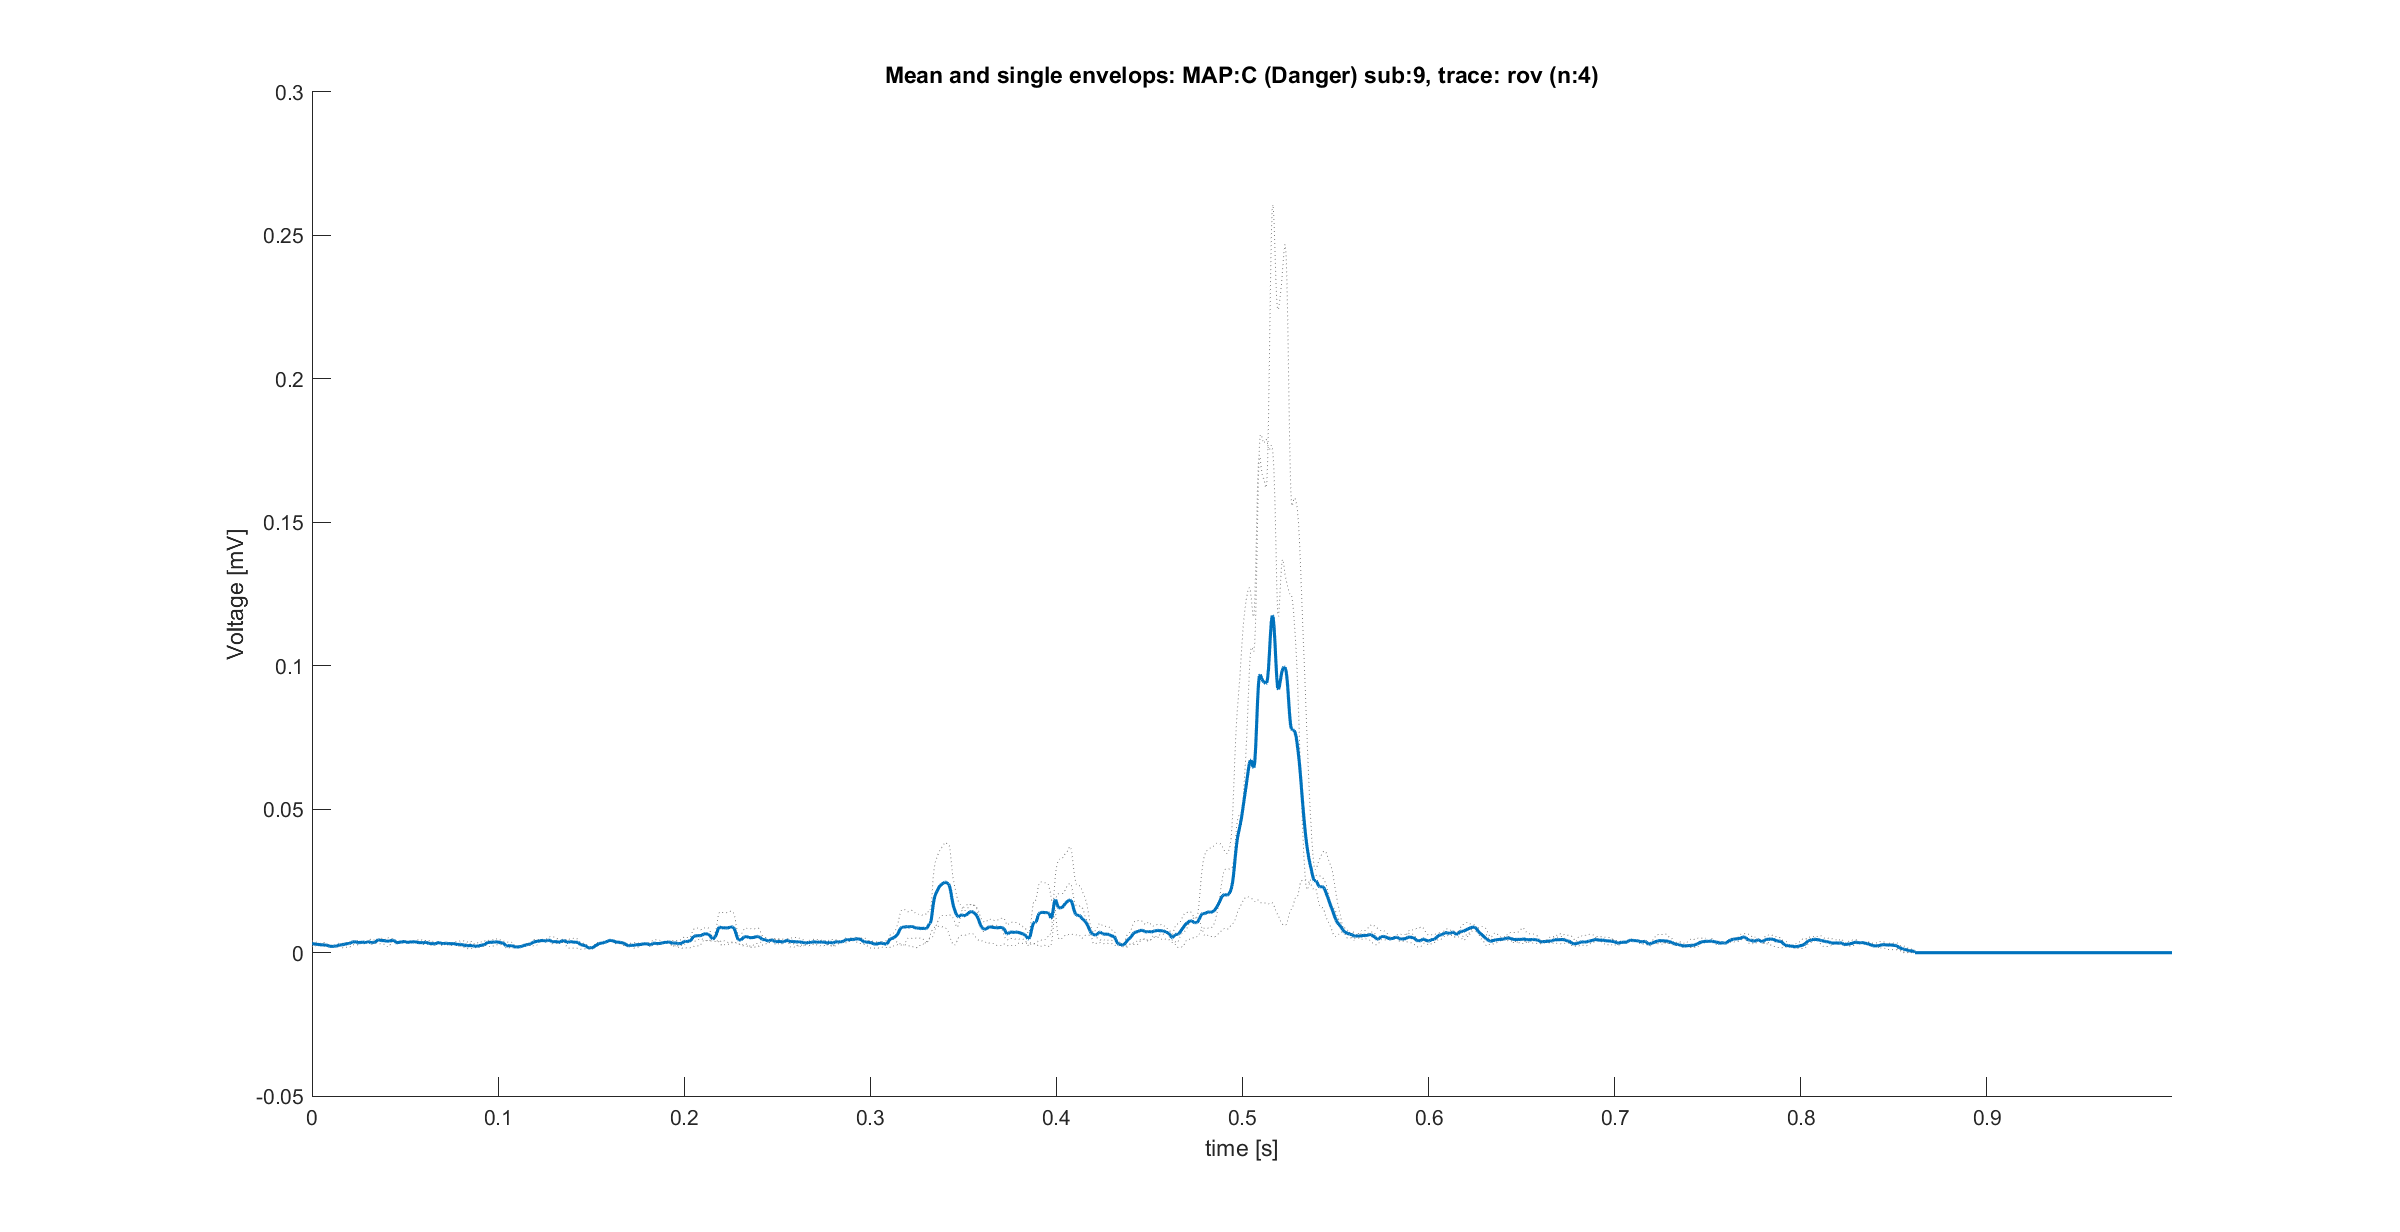 Mean and single envelops: MAP:C (Danger) sub:9, trace: rov (n:4)
0.3
0.25
0.2
0.15
0.1
0.05
0
-0.05
Voltage [mV]
0 0.1 0.2 0.3 0.4 0.5 0.6 0.7 0.8 0.9
time [s]